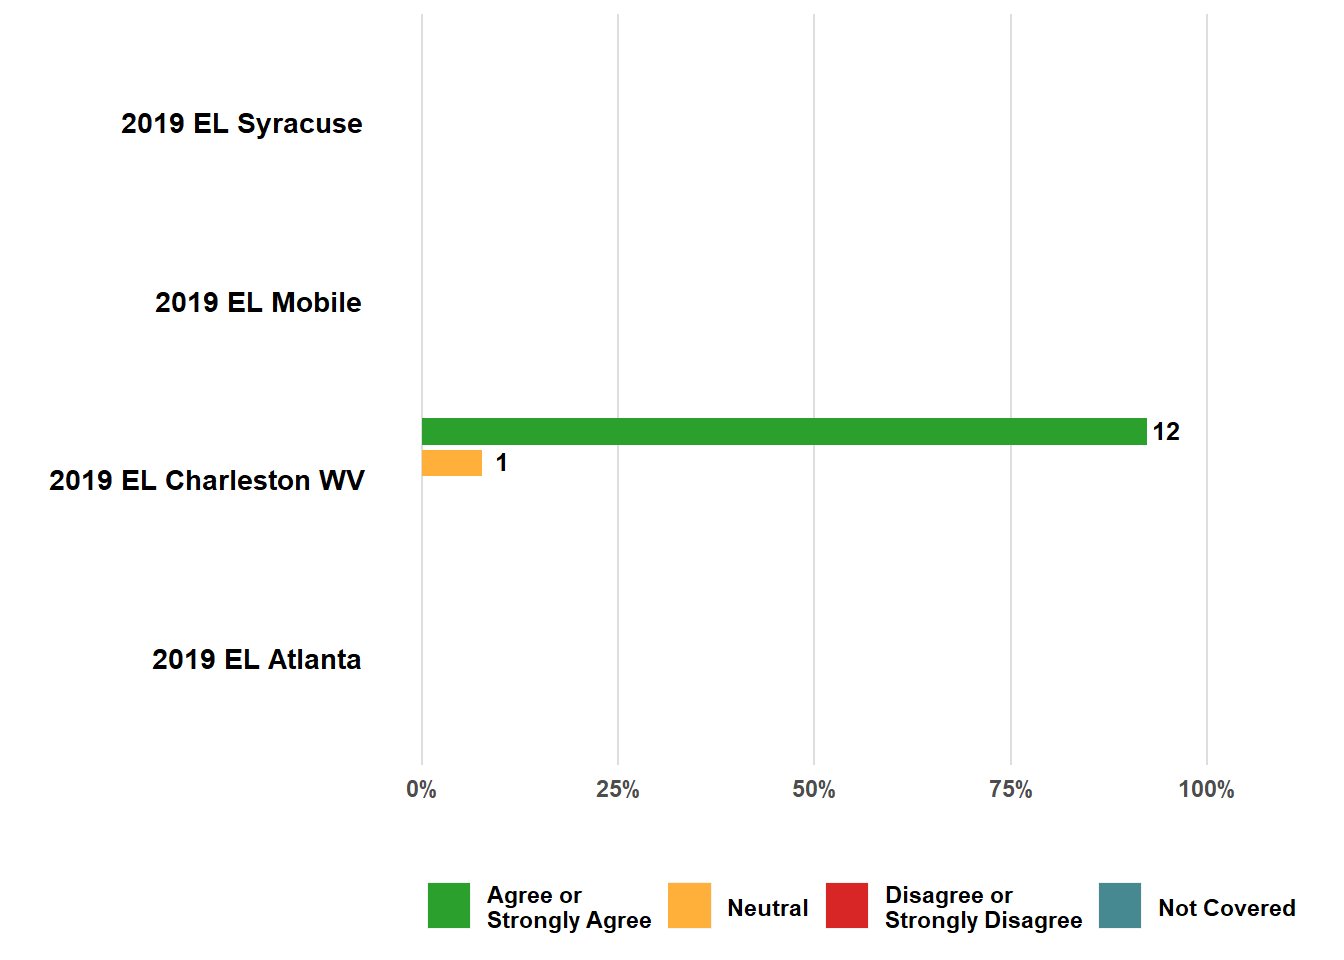 2019 EL Syracuse
2019 EL Mobile
12
1
2019 EL Charleston WV
2019 EL Atlanta
0%
25%
50%
75%
100%
Agree or
Strongly Agree
Neutral
Disagree or
Strongly Disagree
Not Covered